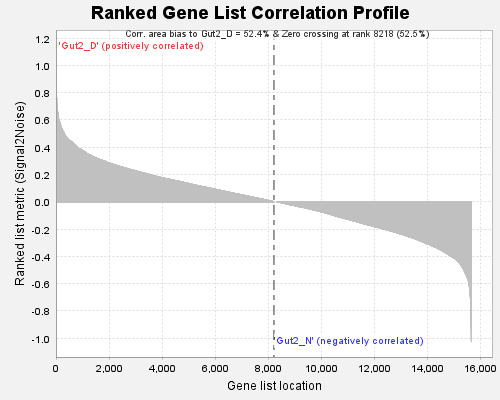 Ranked Gene List Correlation Profile
Corr. area bias to Gut2_D = 52.4% & Zero crossing at rank 8218 (52.5%)
'Gut2_D' (positively correlated)
1.2
1.0
0.8
0.6
0.4
0.2
0.0
-0.2
-0.4
-0.6
-0.8
-1.0
Ranked list metric (Signal2Noise)
'Gut2_N' (negatively correlated)
0 2,000 4,000 6,000 8,000 10,000 12,000 14,000 16,000
Gene list location